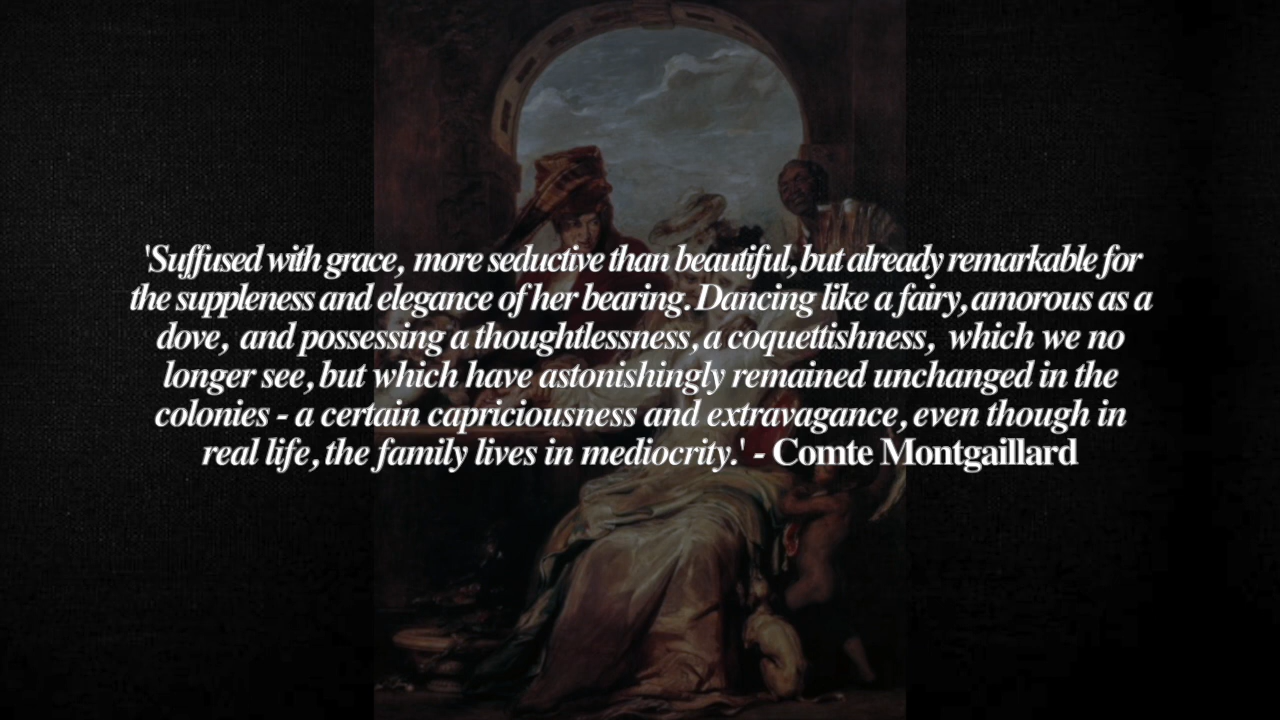 'Suffused with grace, more seductive than beautiful, but already remarkable for
the suppleness and elegance of her bearing. Dancing like a fairy, amorous as a
dove, and possessing a thoughtlessness, a coquettishness, which we no
longer see, but which have astonishingly remained unchanged in the
colonies - a certain capriciousness and extravagance, even though in
real life, the family lives in mediocrity.' - Comte Montgaillard